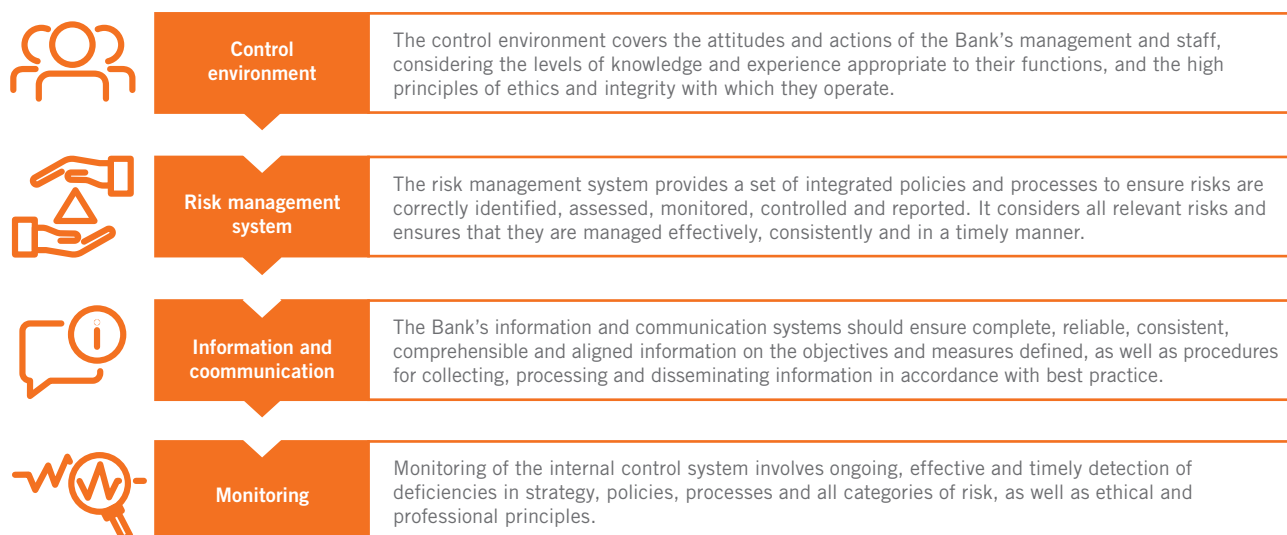 Control
environment
The control environment covers the attitudes and actions of the Bank's management and staff,
considering the levels of knowledge and experience appropriate to their functions, and the high
principles of ethics and integrity with which they operate.
Risk management
system
The risk management system provides a set of integrated policies and processes to ensure risks are
correctly identified, assessed, monitored, controlled and reported. It considers all relevant risks and
ensures that they are managed effectively, consistently and in a timely manner.
Information and
coommunication
The Bank's information and communication systems should ensure complete, reliable, consistent,
comprehensible and aligned information on the objectives and measures defined, as well as procedures
for collecting, processing and disseminating information in accordance with best practice.
Monitoring
Monitoring of the internal control system involves ongoing, effective and timely detection of
deficiencies in strategy, policies, processes and all categories of risk, as well as ethical and
professional principles.